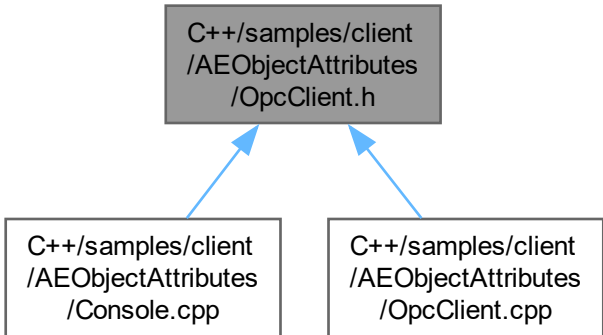 C++/samples/client
/AEObjectAttributes
/OpcClient.h
C++/samples/client
/AEObjectAttributes
/Console.cpp
C++/samples/client
/AEObjectAttributes
/OpcClient.cpp